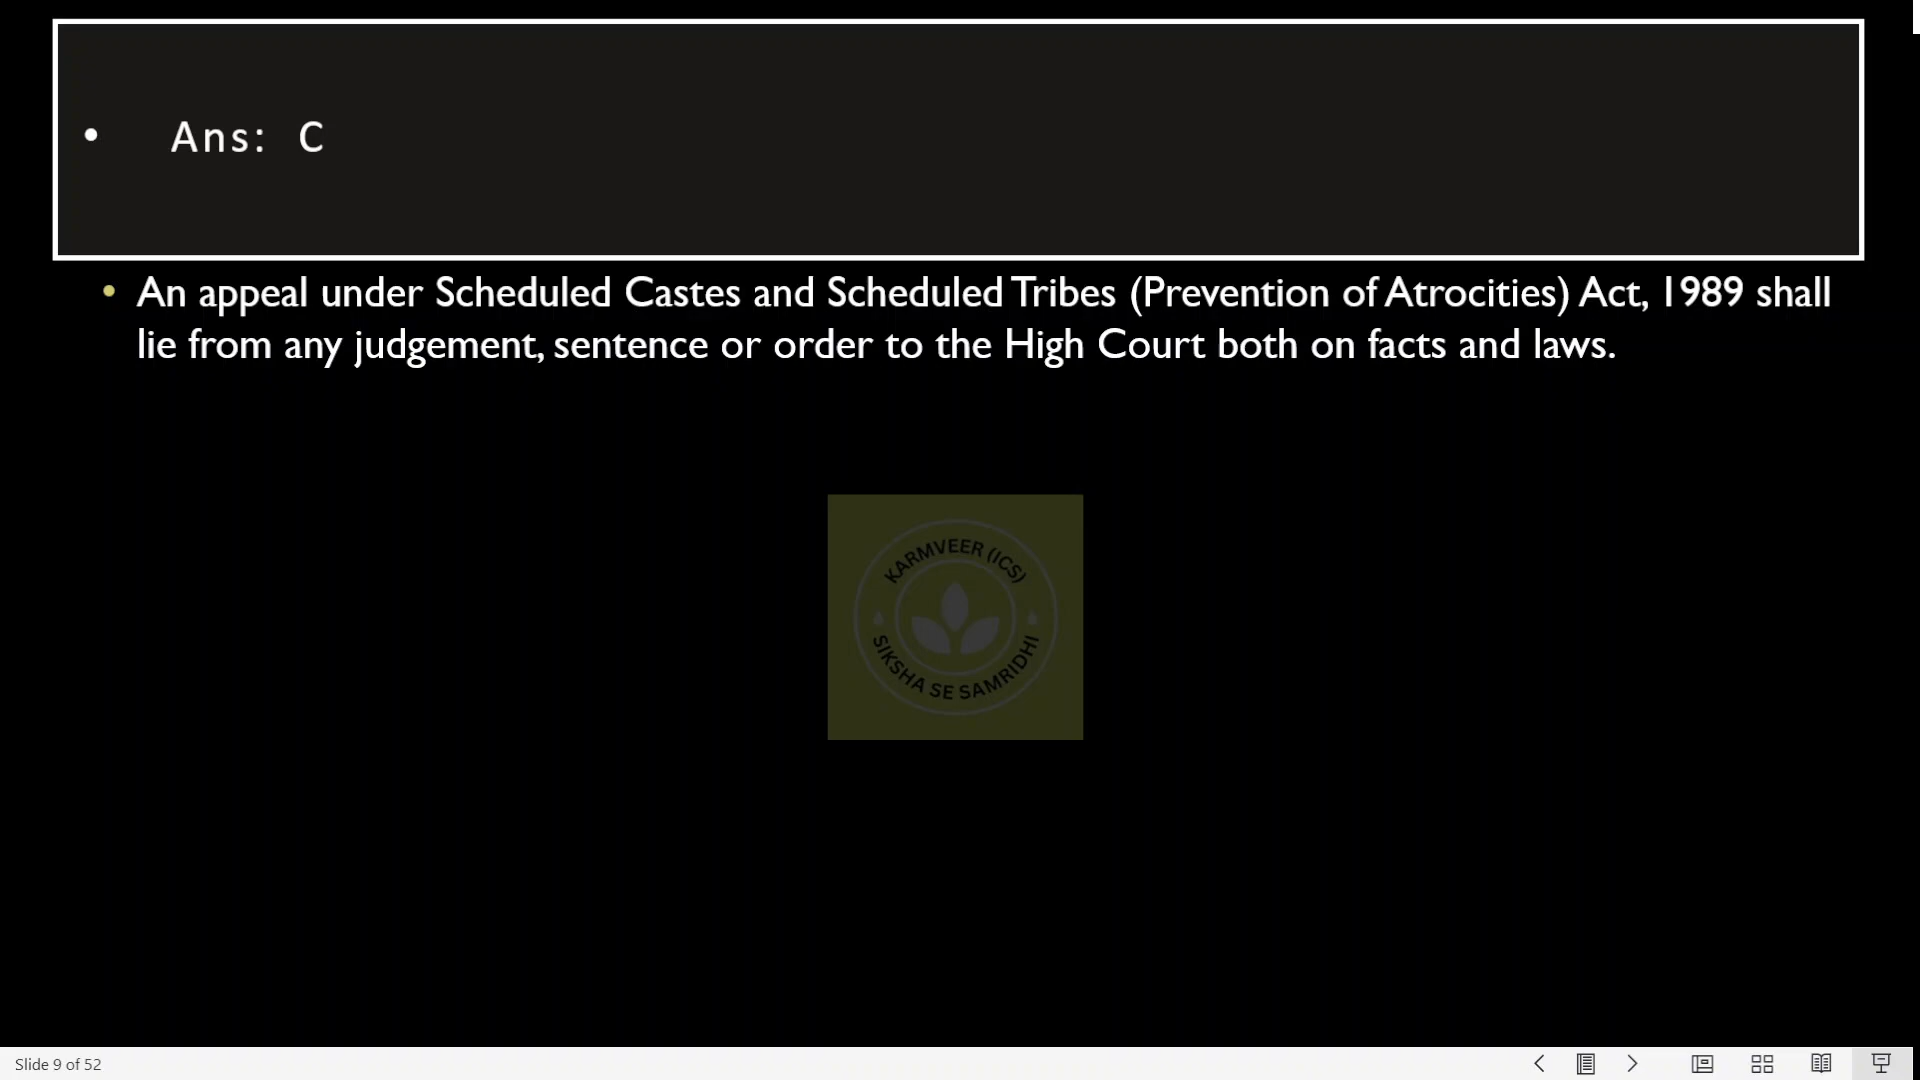 • Ans: C
• An appeal under Scheduled Castes and Scheduled Tribes (Prevention of Atrocities) Act, 1989 shall
lie from any judgement, sentence or order to the High Court both on facts and laws.
KARMVEER (ICS)
SIKSHA SE SAMRIDHI
Slide 9 of 52